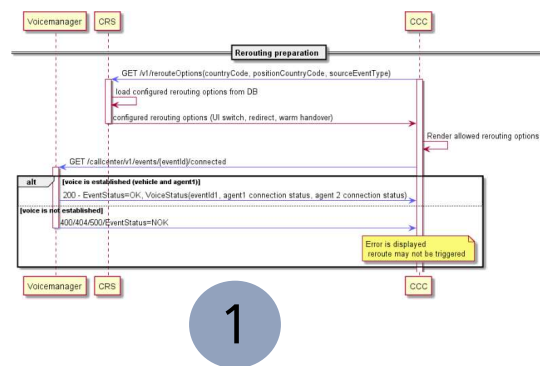 Voicemanager CRS CCC
Rerouting preparation
GET /v1/rerouteOptions(countryCode, positionCountryCode, sourceEventType)
load configured rerouting options from DB
configured rerouting options (UI switch, redirect, warm handover)
Render allowed rerouting options
GET /callcenter/v1/events/{eventId}/connected
alt [voice is established (vehicle and agent1)]
200 - EventStatus=OK, VoiceStatus(eventId1, agent1 connection status, agent 2 connection status)
[voice is not established]
400/404/500/EventStatus=NOK
Error is displayed
reroute may not be triggered
Voicemanager CRS CCC
1